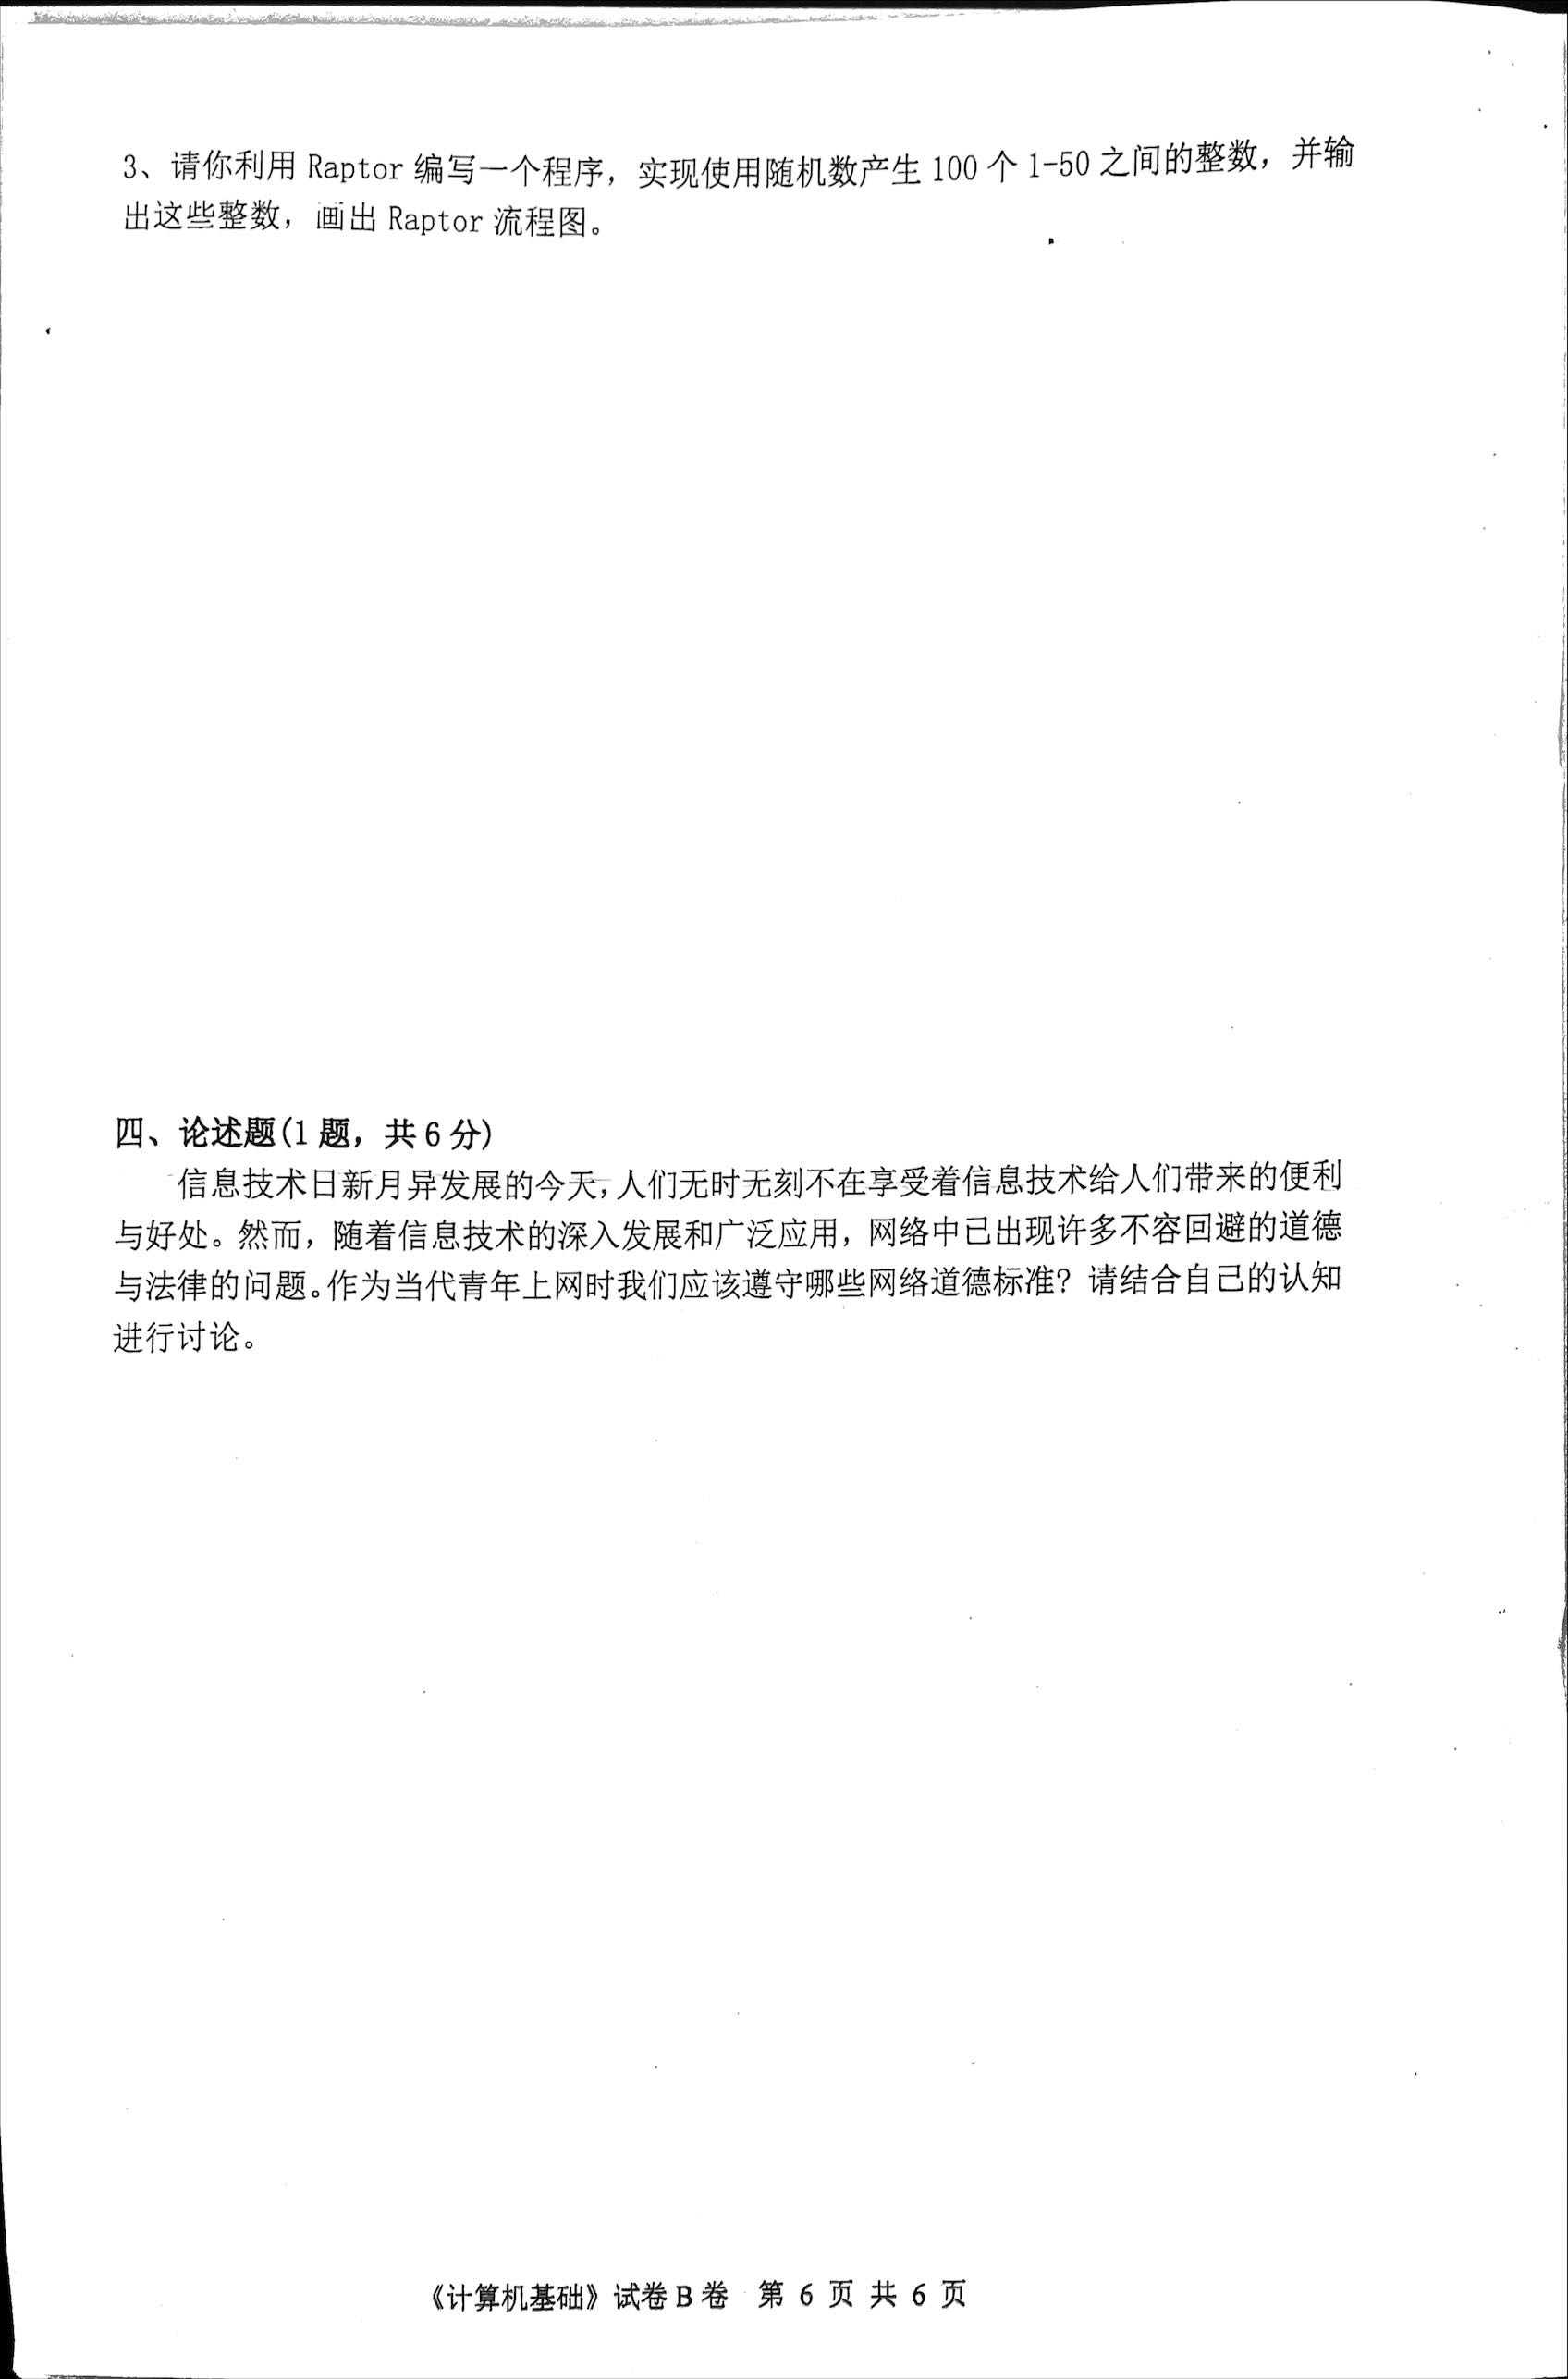 3、请你利用 Raptor 编写一个程序，实现使用随机数产生 100 个 1-50 之间的整数，并输
出这些整数，画出 Raptor 流程图。
四、论述题(1 题，共 6 分)
信息技术日新月异发展的今天，人们无时无刻不在享受着信息技术给人们带来的便利
与好处。然而，随着信息技术的深入发展和广泛应用，网络中已出现许多不容回避的道德
与法律的问题。作为当代青年上网时我们应该遵守哪些网络道德标准？请结合自己的认知
进行讨论。
《计算机基础》试卷 B 卷 第 6 页 共 6 页